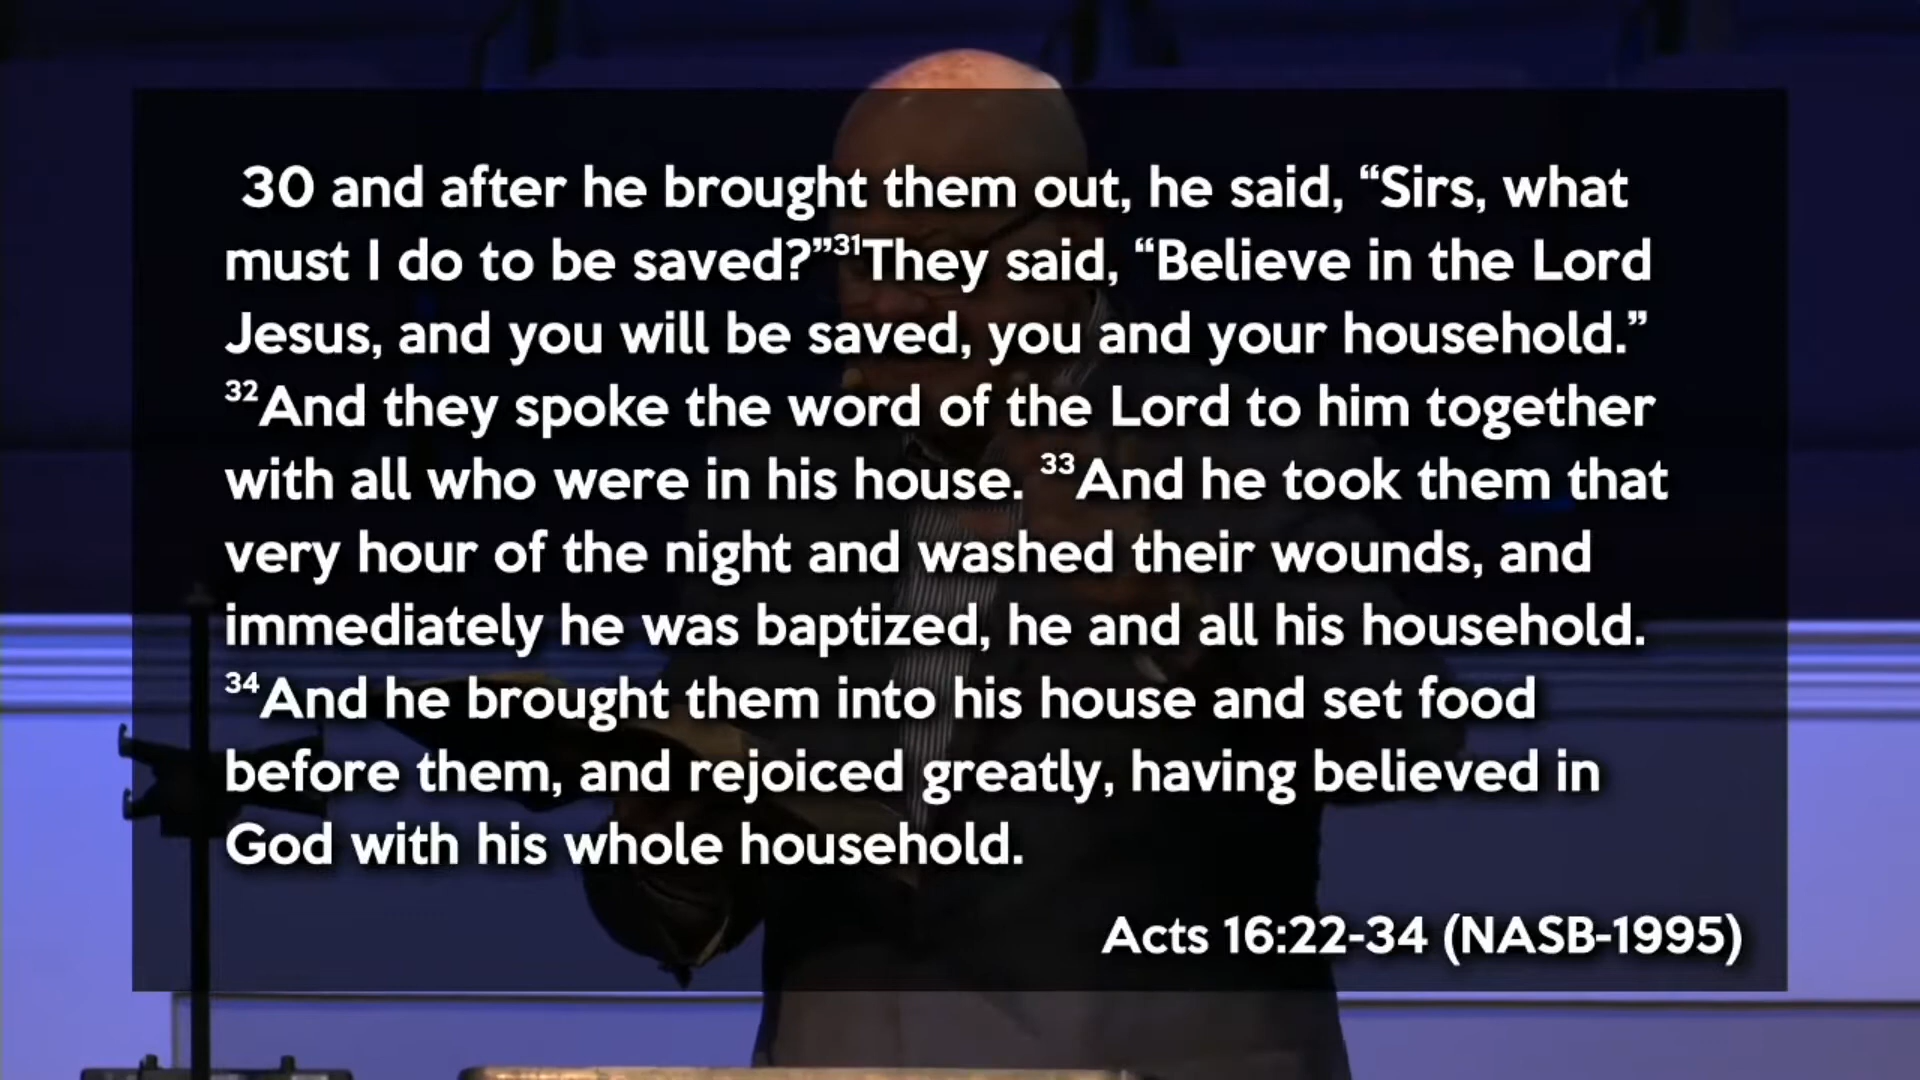 30 and after he brought them out, he said, “Sirs, what
must I do to be saved?”31They said, “Believe in the Lord
Jesus, and you will be saved, you and your household.”
32And they spoke the word of the Lord to him together
with all who were in his house. 33And he took them that
very hour of the night and washed their wounds, and
immediately he was baptized, he and all his household.
34And he brought them into his house and set food
before them, and rejoiced greatly, having believed in
God with his whole household.
Acts 16:22-34 (NASB-1995)